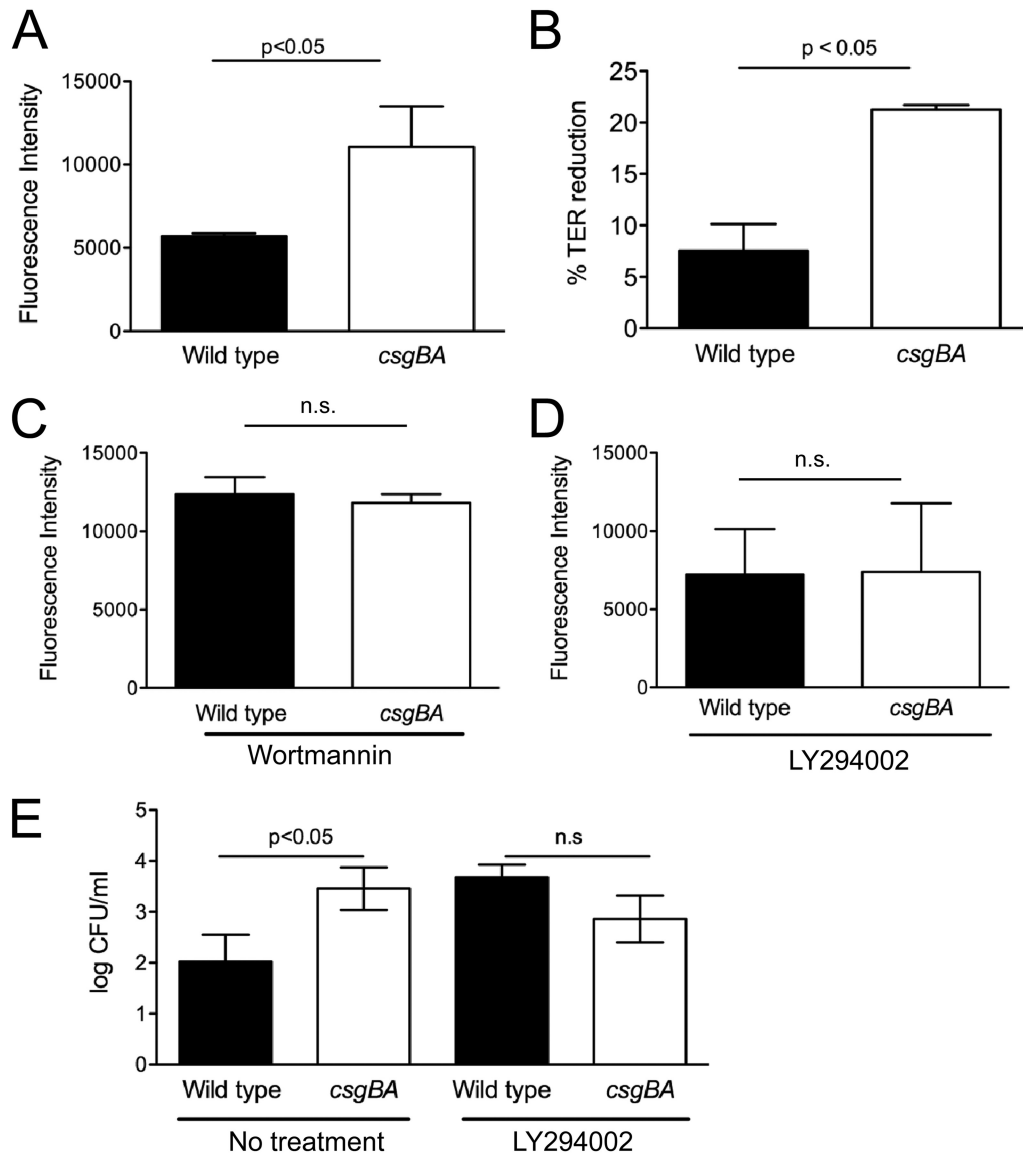 A
p<0.05
Fluorescence Intensity
15000
10000
5000
0
Wild type csgBA
B
p < 0.05
% TER reduction
25
20
15
10
5
0
Wild type csgBA
C
n.s.
Fluorescence Intensity
15000
10000
5000
0
Wild type csgBA
Wortmannin
D
n.s.
Fluorescence Intensity
15000
10000
5000
0
Wild type csgBA
LY294002
E
p<0.05 n.s
log CFU/ml
5
4
3
2
1
0
Wild type csgBA Wild type csgBA
No treatment LY294002